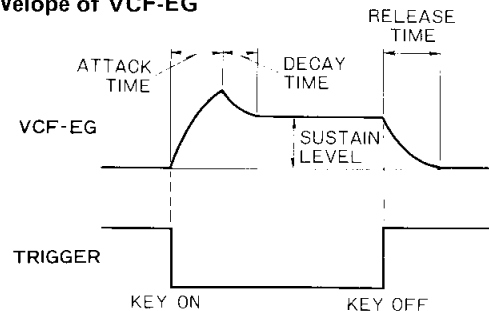 velope of VCF-EG
RELEASE
TIME
ATTACK
TIME
DECAY
TIME
VCF-EG
SUSTAIN
LEVEL
TRIGGER
KEY ON
KEY OFF